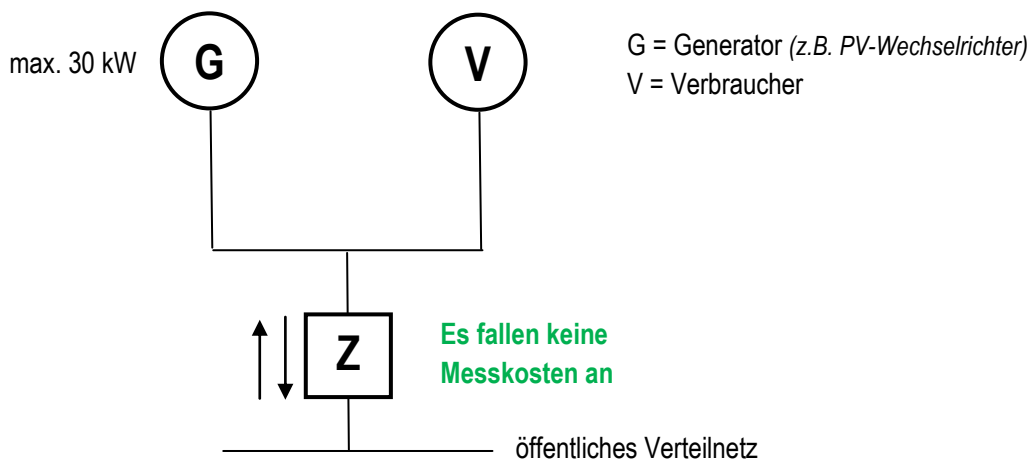 max. 30 kW
G
V
G = Generator (z.B. PV-Wechselrichter)
V = Verbraucher
Z
Es fallen keine
Messkosten an
öffentliches Verteilnetz